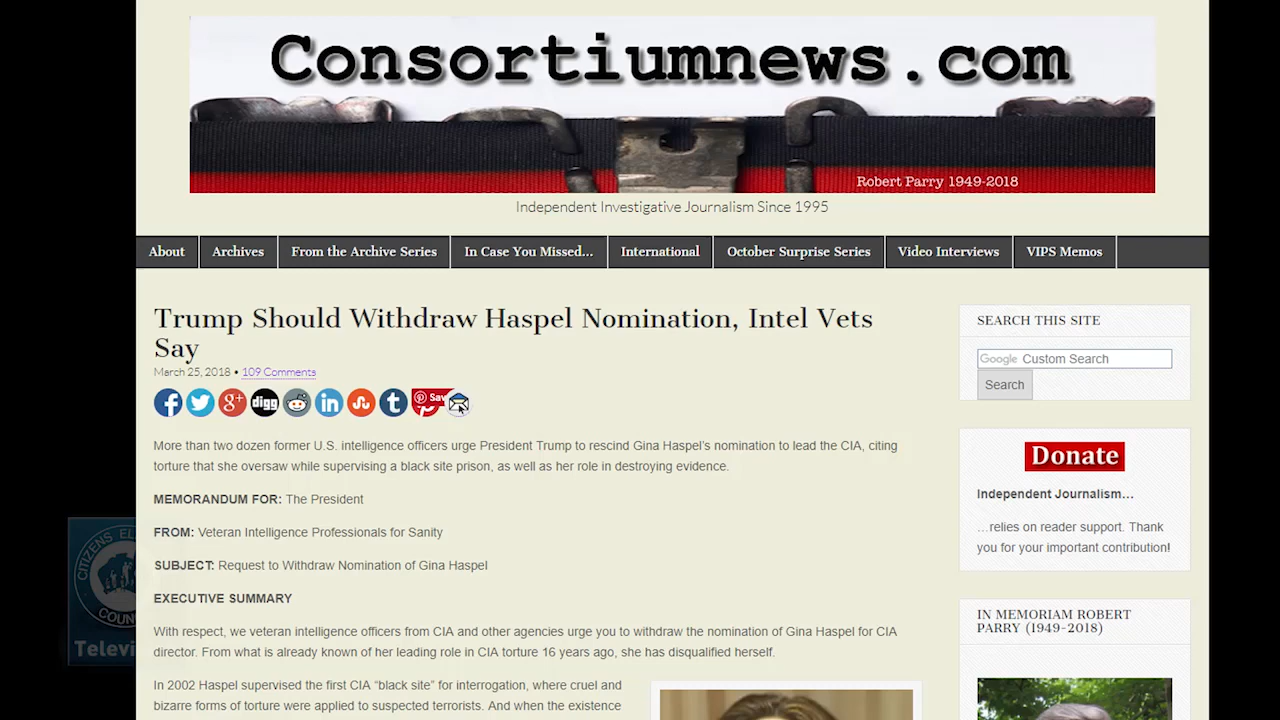 Consortiumnews.com
Robert Parry 1949-2018
Independent Investigative Journalism Since 1995
About Archives From the Archive Series In Case You Missed... International October Surprise Series Video Interviews VIPS Memos
Trump Should Withdraw Haspel Nomination, Intel Vets
Say
March 25, 2018 • 109 Comments
digg
Save
More than two dozen former U.S. intelligence officers urge President Trump to rescind Gina Haspel's nomination to lead the CIA, citing
torture that she oversaw while supervising a black site prison, as well as her role in destroying evidence.
MEMORANDUM FOR: The President
FROM: Veteran Intelligence Professionals for Sanity
SUBJECT: Request to Withdraw Nomination of Gina Haspel
EXECUTIVE SUMMARY
With respect, we veteran intelligence officers from CIA and other agencies urge you to withdraw the nomination of Gina Haspel for CIA
director. From what is already known of her leading role in CIA torture 16 years ago, she has disqualified herself.
In 2002 Haspel supervised the first CIA “black site” for interrogation, where cruel and
bizarre forms of torture were applied to suspected terrorists. And when the existence
SEARCH THIS SITE
Google Custom Search
Search
Donate
Independent Journalism…
…relies on reader support. Thank
you for your important contribution!
IN MEMORIAM ROBERT
PARRY (1949-2018)
CITIZENS